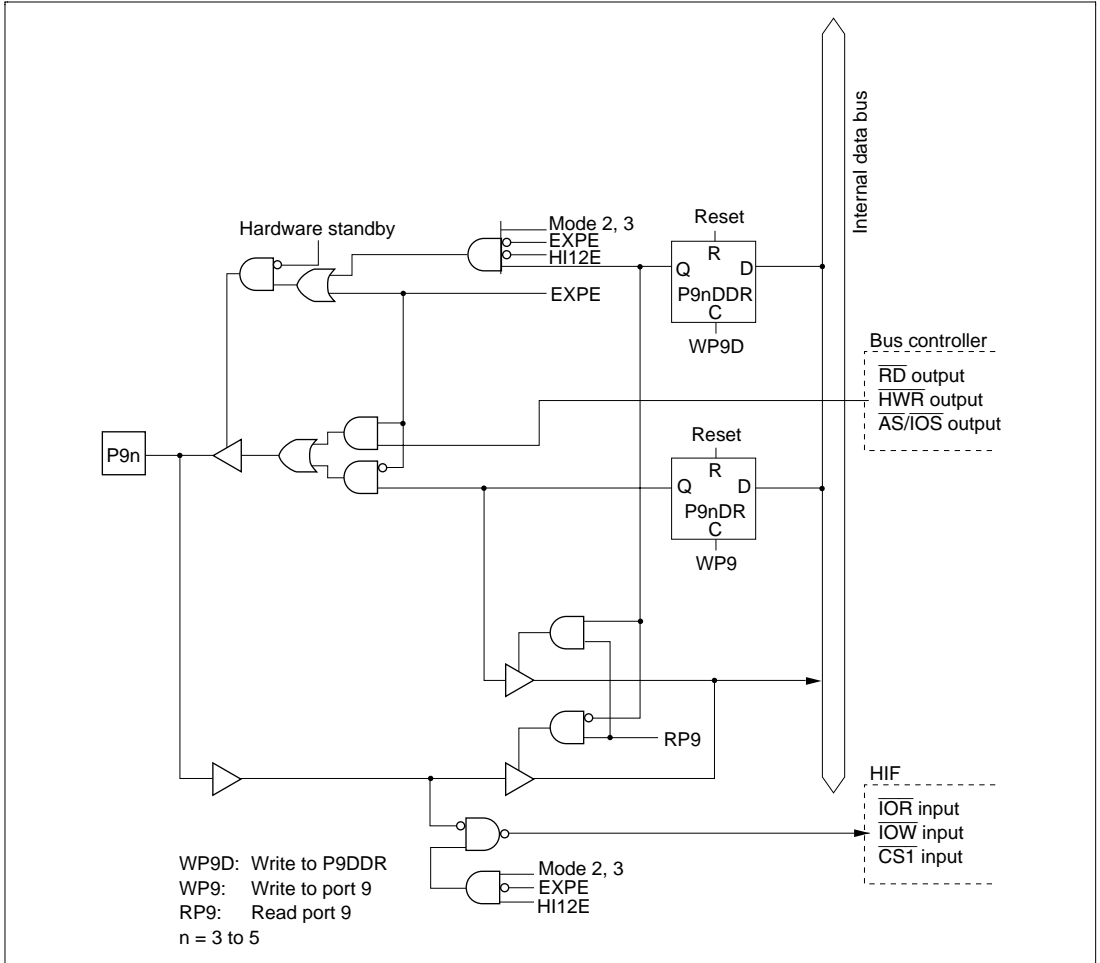 Internal data bus
Hardware standby
Mode 2, 3
EXPE
HI12E
EXPE
Reset
R
Q D
P9nDDR
C
WP9D
Bus controller
RD output
HWR output
AS/IOS output
P9n
Reset
R
Q D
P9nDR
C
WP9
RP9
HIF
IOR input
IOW input
CS1 input
Mode 2, 3
EXPE
HI12E
WP9D: Write to P9DDR
WP9: Write to port 9
RP9: Read port 9
n = 3 to 5